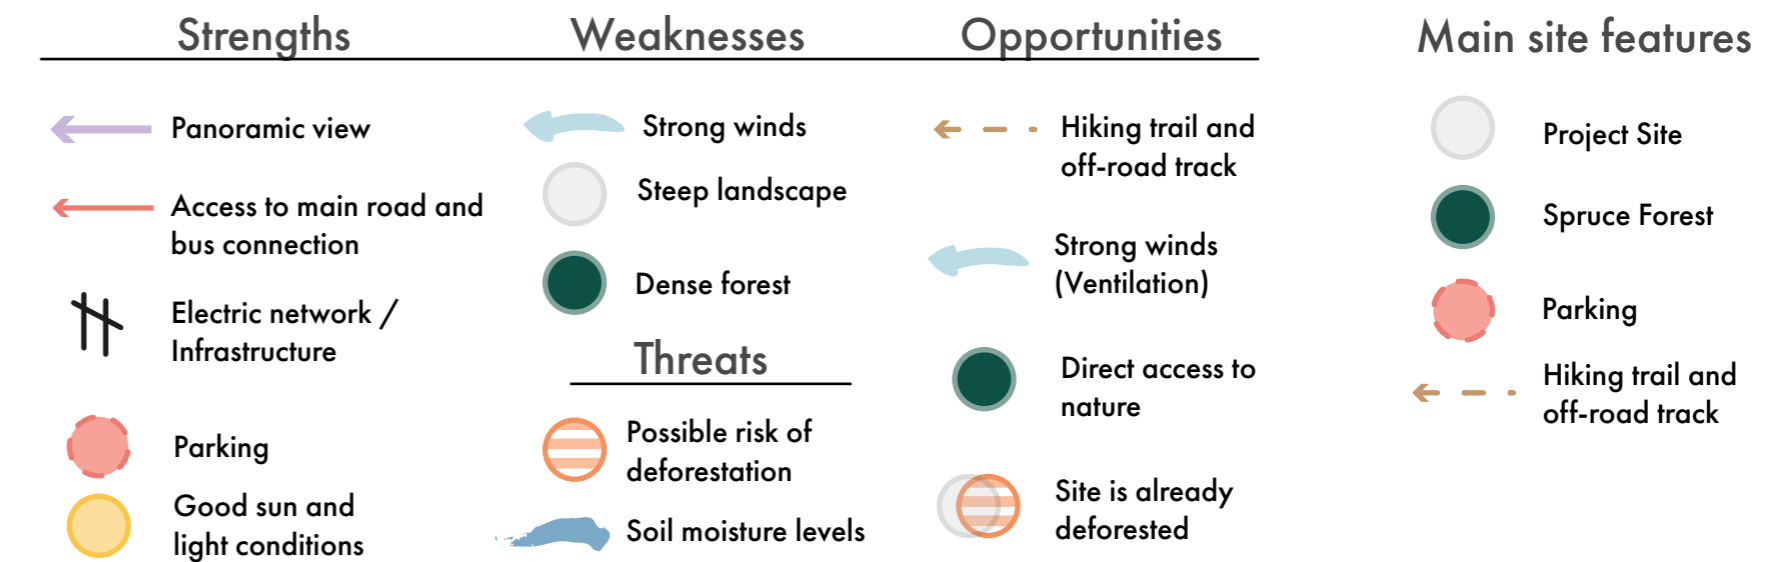 Strengths
Panoramic view
Access to main road and
bus connection
Electric network /
Infrastructure
Parking
Good sun and
light conditions
Weaknesses
Strong winds
Steep landscape
Dense forest
Threats
Possible risk of
deforestation
Soil moisture levels
Opportunities
Hiking trail and
off-road track
Strong winds
(Ventilation)
Direct access to
nature
Site is already
deforested
Main site features
Project Site
Spruce Forest
Parking
Hiking trail and
off-road track